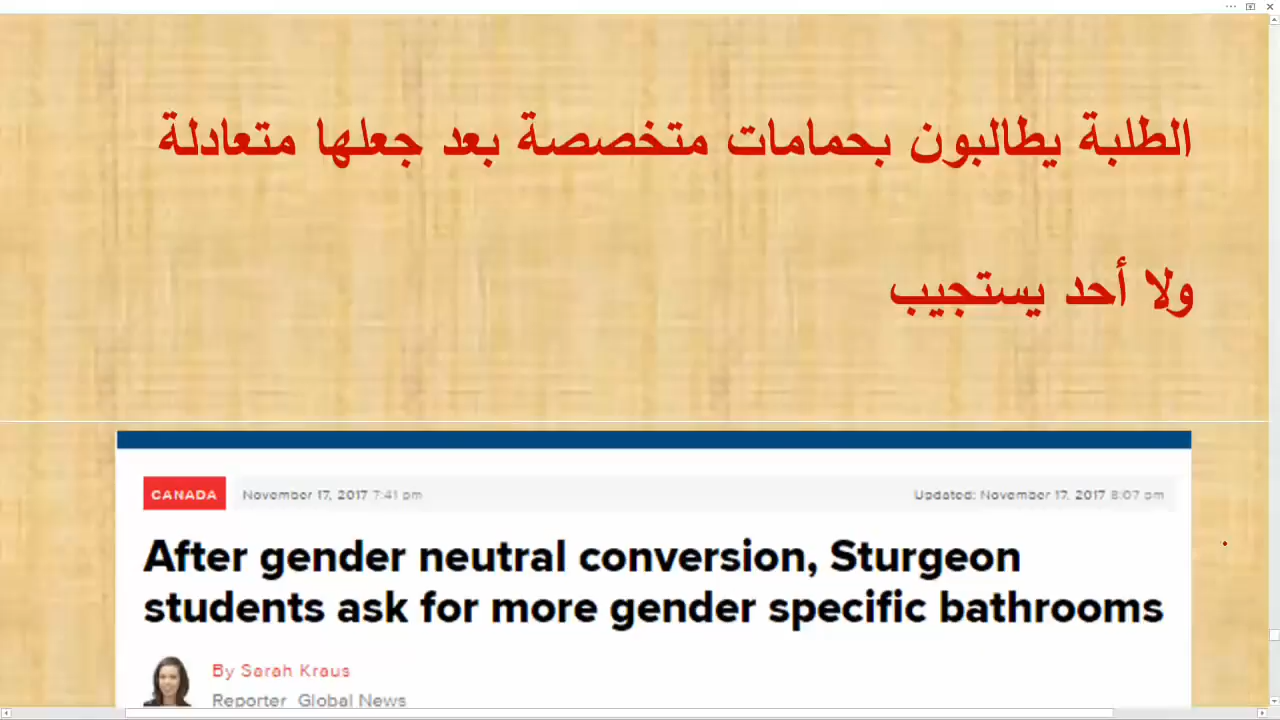 الطلبة يطالبون بحمامات متخصصة بعد جعلها متعادلة
ولا أحد يستجيب
CANADA November 17, 2017 7:41 pm Updated: November 17, 2017 8:07 pm
After gender neutral conversion, Sturgeon
students ask for more gender specific bathrooms
By Sarah Kraus
Reporter Global News